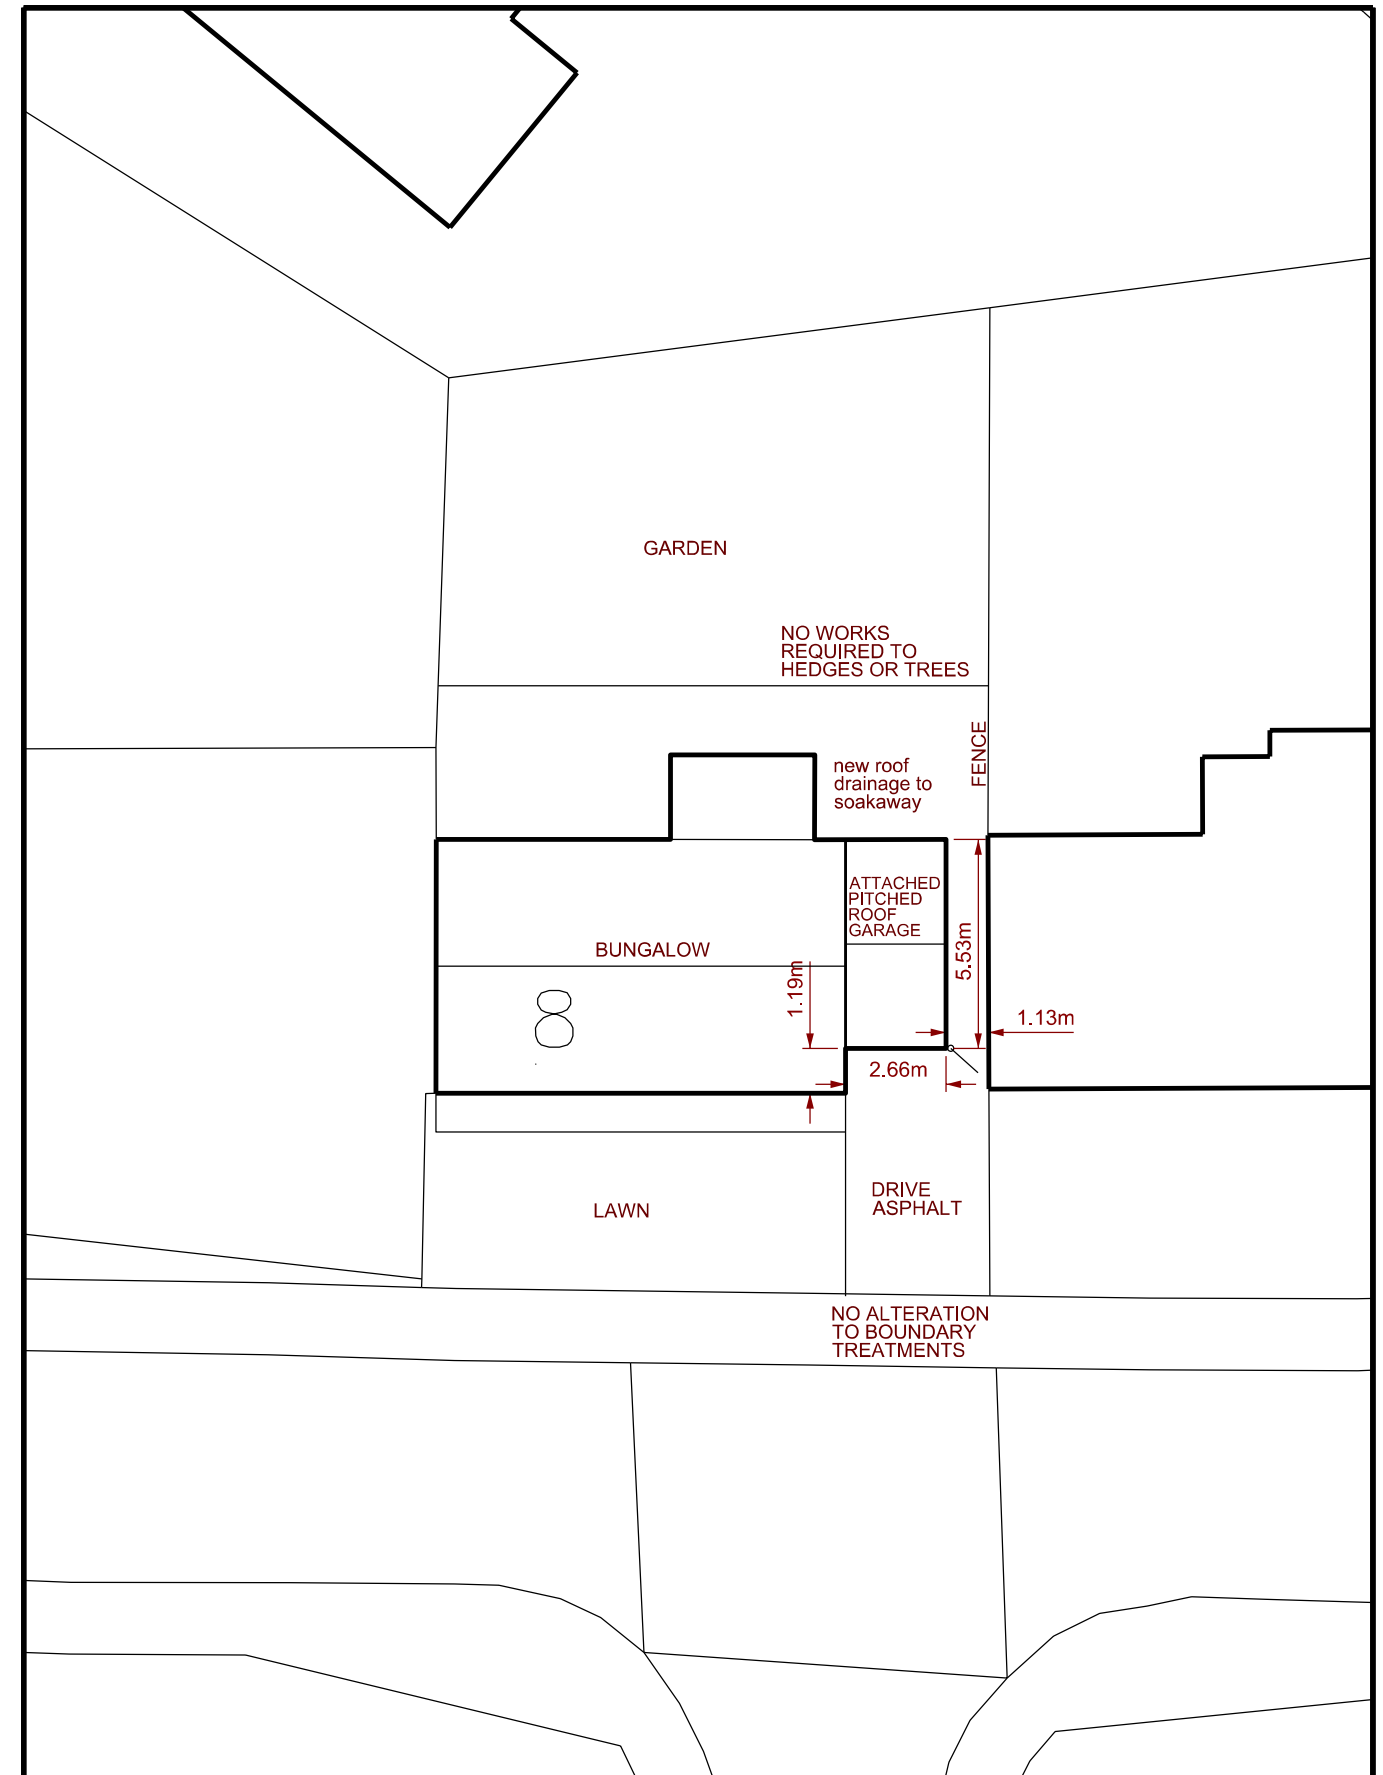 GARDEN
NO WORKS
REQUIRED TO
HEDGES OR TREES
FENCE
new roof
drainage to
soakaway
ATTACHED
PITCHED
ROOF
GARAGE
BUNGALOW
5.53m
1.19m
8
1.13m
2.66m
DRIVE
ASPHALT
LAWN
NO ALTERATION
TO BOUNDARY
TREATMENTS